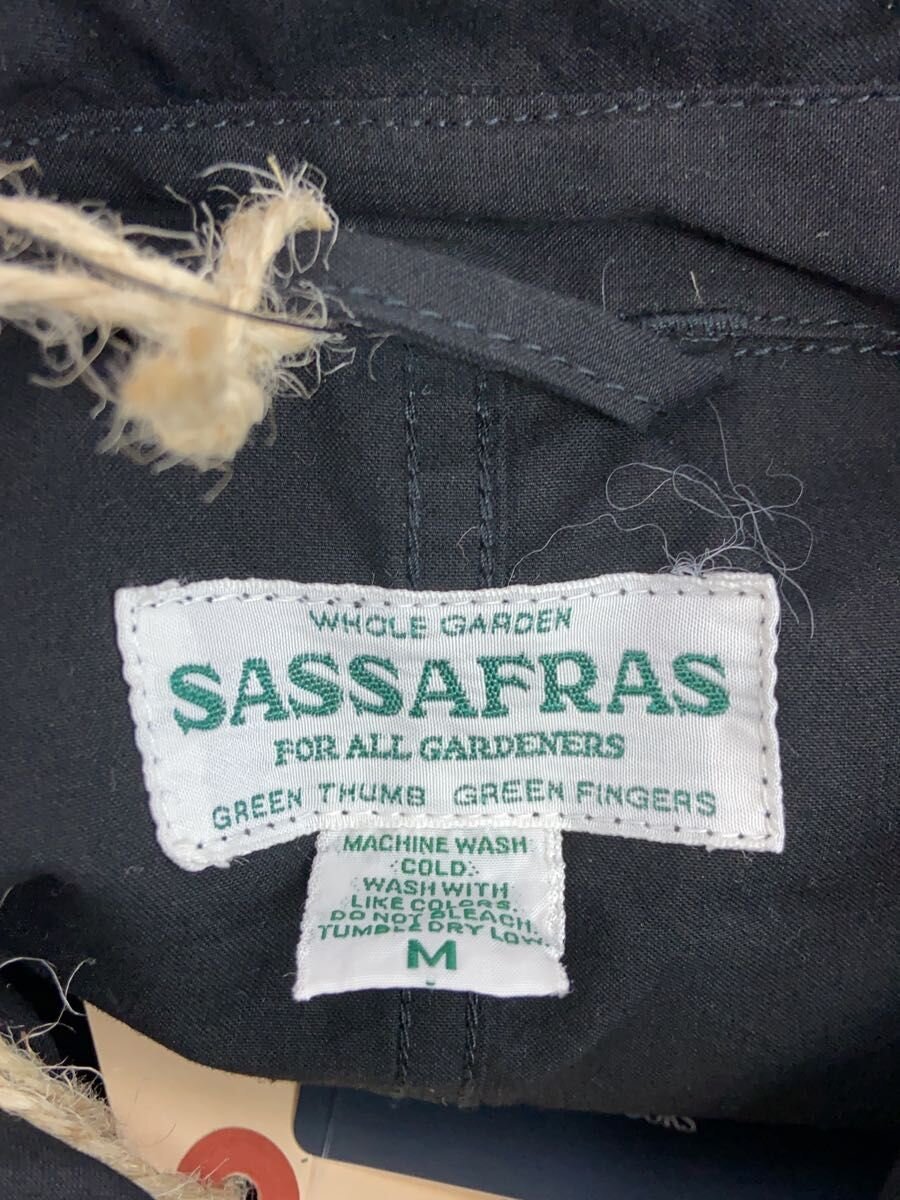 WHOLE GARDEN
SASSAFRAS
FOR ALL GARDENERS
GREEN THUMB GREEN FINGERS
MACHINE WASH
COLD.
WASH WITH
LIKE COLORS.
DO NOT BLEACH.
TUMBLE DRY LOW.
M